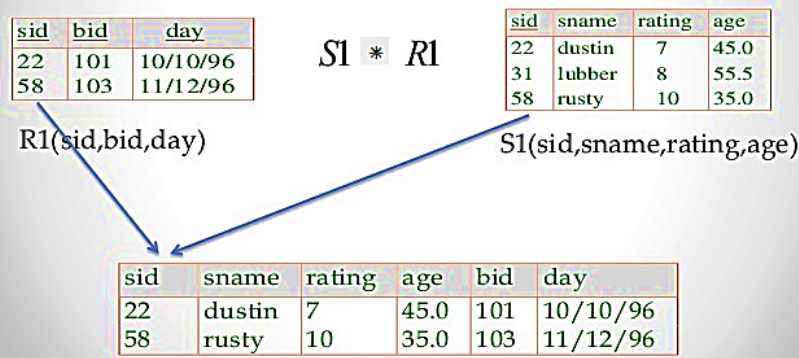 sid bid day
22 101 10/10/96
58 103 11/12/96
R1(sid,bid,day)
S1 * R1
sid sname rating age
22 dustin 7 45.0
31 lubber 8 55.5
58 rusty 10 35.0
S1(sid,sname,rating,age)
sid sname rating age bid day
22 dustin 7 45.0 101 10/10/96
58 rusty 10 35.0 103 11/12/96